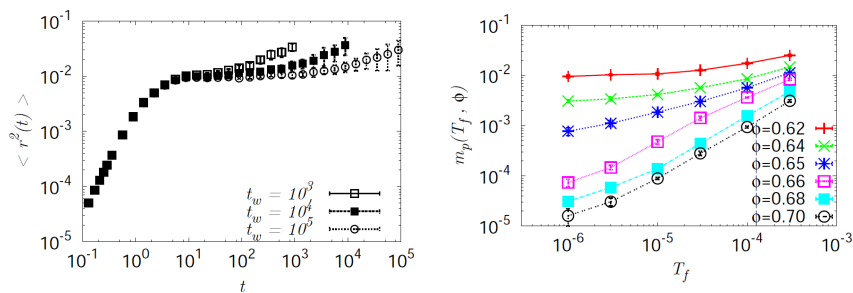 10^0
10^-1
10^-2
10^-3
10^-4
10^-5
< r^2(t) >
t_w = 10^3
t_w = 10^4
t_w = 10^5
10^-1 10^0 10^1 10^2 10^3 10^4 10^5
t
10^-1
10^-2
10^-3
10^-4
10^-5
m_p(T_f , ϕ)
ϕ=0.62
ϕ=0.64
ϕ=0.65
ϕ=0.66
ϕ=0.68
ϕ=0.70
10^-6 10^-5 10^-4 10^-3
T_f